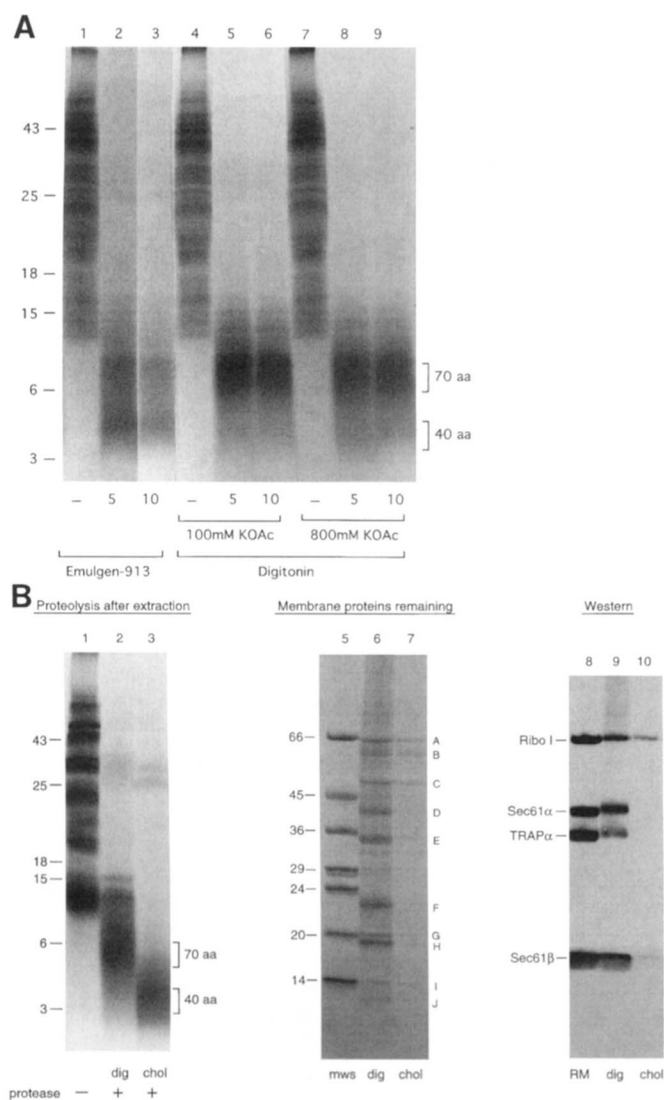 A
1 2 3 4 5 6 7 8 9
43
25
18
15
6
3
70 aa
40 aa
– 5 10 – 5 10 – 5 10
100mM KOAc 800mM KOAc
Emulgen-913 Digitonin
B
Proteolysis after extraction Membrane proteins remaining Western
1 2 3 5 6 7 8 9 10
43
25
18
15
6
3
70 aa
40 aa
dig chol
protease – + +
66
45
36
29
24
20
14
A
B
C
D
E
F
G
H
I
J
mws dig chol
Ribo I
Sec61α
TRAPα
Sec61β
RM dig chol